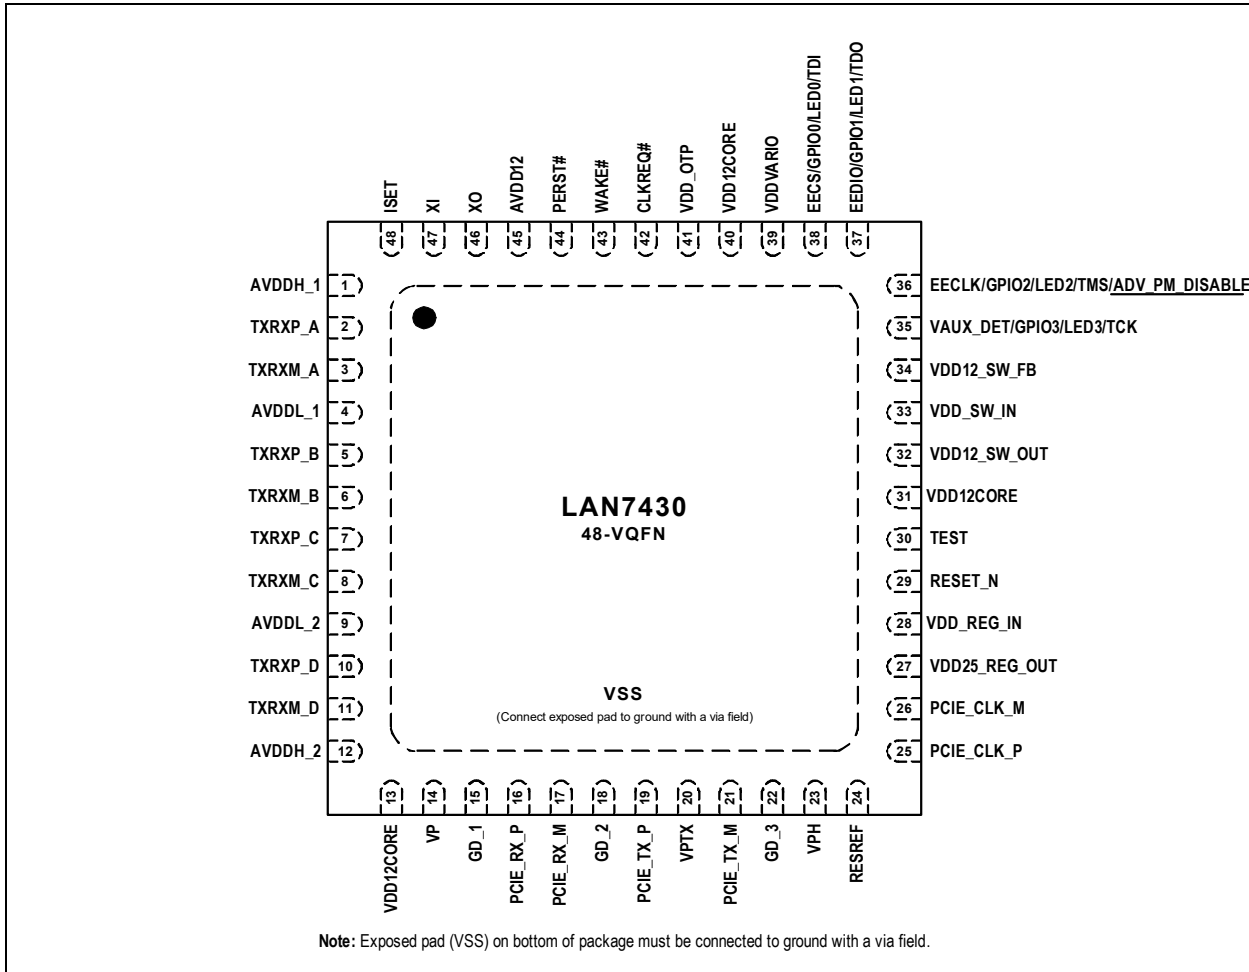 ISET
XI
XO
AVDD12
PERST#
WAKE#
CLKREQ#
VDD_OTP
VDD12CORE
VDDVARIO
EECS/GPIO0/LED0/TDI
EEDIO/GPIO1/LED1/TDO
48 47 46 45 44 43 42 41 40 39 38 37
AVDDH_1 1
TXRXP_A 2
TXRXM_A 3
AVDDL_1 4
TXRXP_B 5
TXRXM_B 6
TXRXP_C 7
TXRXM_C 8
AVDDL_2 9
TXRXP_D 10
TXRXM_D 11
AVDDH_2 12
36 EECLK/GPIO2/LED2/TMS/ADV_PM_DISABLE
35 VAUX_DET/GPIO3/LED3/TCK
34 VDD12_SW_FB
33 VDD_SW_IN
32 VDD12_SW_OUT
31 VDD12CORE
30 TEST
29 RESET_N
28 VDD_REG_IN
27 VDD25_REG_OUT
26 PCIE_CLK_M
25 PCIE_CLK_P
LAN7430
48-VQFN
VSS
(Connect exposed pad to ground with a via field)
13 14 15 16 17 18 19 20 21 22 23 24
VDD12CORE
VP
GD_1
PCIE_RX_P
PCIE_RX_M
GD_2
PCIE_TX_P
VPTX
PCIE_TX_M
GD_3
VPH
RESREF
Note: Exposed pad (VSS) on bottom of package must be connected to ground with a via field.